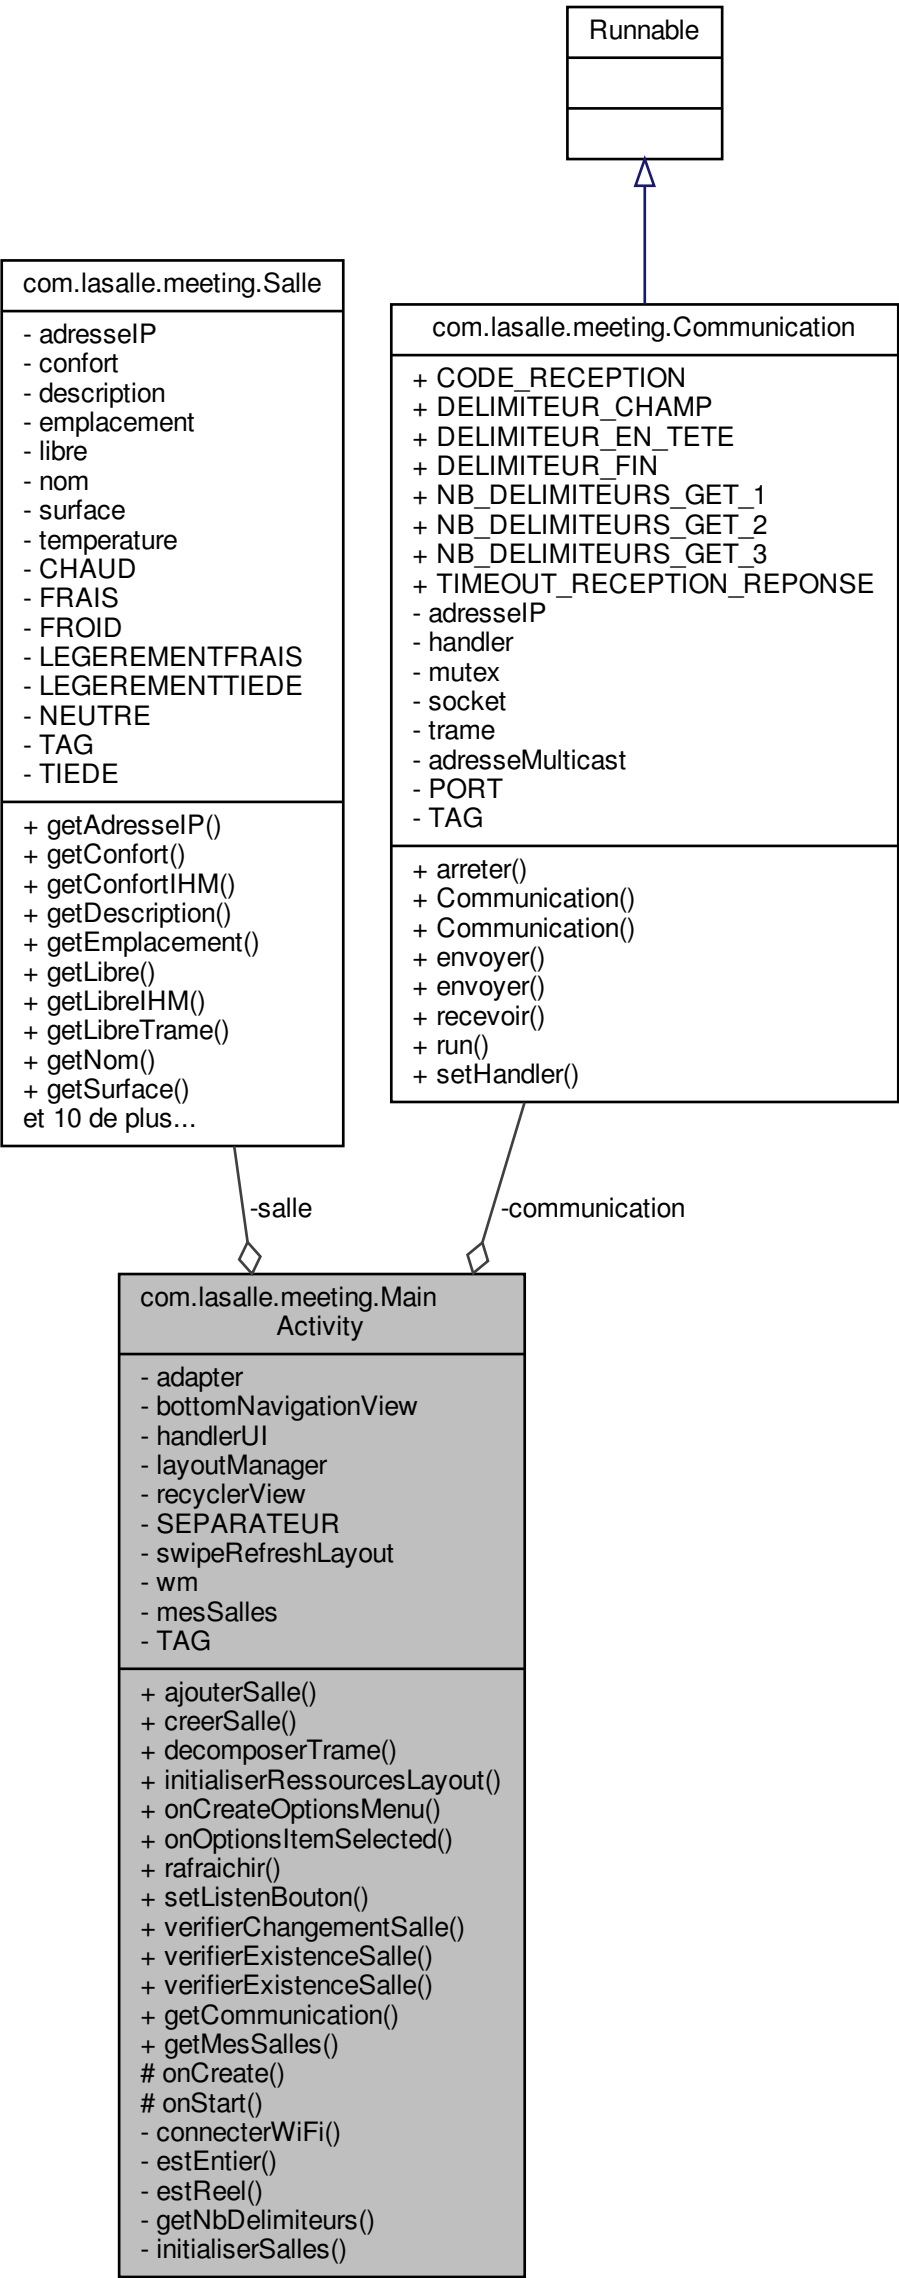 Runnable
com.lasalle.meeting.Salle
- adresseIP
- confort
- description
- emplacement
- libre
- nom
- surface
- temperature
- CHAUD
- FRAIS
- FROID
- LEGEREMENTFRAIS
- LEGEREMENTTIEDE
- NEUTRE
- TAG
- TIEDE
+ getAdresseIP()
+ getConfort()
+ getConfortIHM()
+ getDescription()
+ getEmplacement()
+ getLibre()
+ getLibreIHM()
+ getLibreTrame()
+ getNom()
+ getSurface()
et 10 de plus...
com.lasalle.meeting.Communication
+ CODE_RECEPTION
+ DELIMITEUR_CHAMP
+ DELIMITEUR_EN_TETE
+ DELIMITEUR_FIN
+ NB_DELIMITEURS_GET_1
+ NB_DELIMITEURS_GET_2
+ NB_DELIMITEURS_GET_3
+ TIMEOUT_RECEPTION_REPONSE
- adresseIP
- handler
- mutex
- socket
- trame
- adresseMulticast
- PORT
- TAG
+ arreter()
+ Communication()
+ Communication()
+ envoyer()
+ envoyer()
+ recevoir()
+ run()
+ setHandler()
-salle
-communication
com.lasalle.meeting.Main
Activity
- adapter
- bottomNavigationView
- handlerUI
- layoutManager
- recyclerView
- SEPARATEUR
- swipeRefreshLayout
- wm
- mesSalles
- TAG
+ ajouterSalle()
+ creerSalle()
+ decomposerTrame()
+ initialiserRessourcesLayout()
+ onCreateOptionsMenu()
+ onOptionsItemSelected()
+ rafraichir()
+ setListenBouton()
+ verifierChangementSalle()
+ verifierExistenceSalle()
+ verifierExistenceSalle()
+ getCommunication()
+ getMesSalles()
# onCreate()
# onStart()
- connecterWiFi()
- estEntier()
- estReel()
- getNbDelimiteurs()
- initialiserSalles()